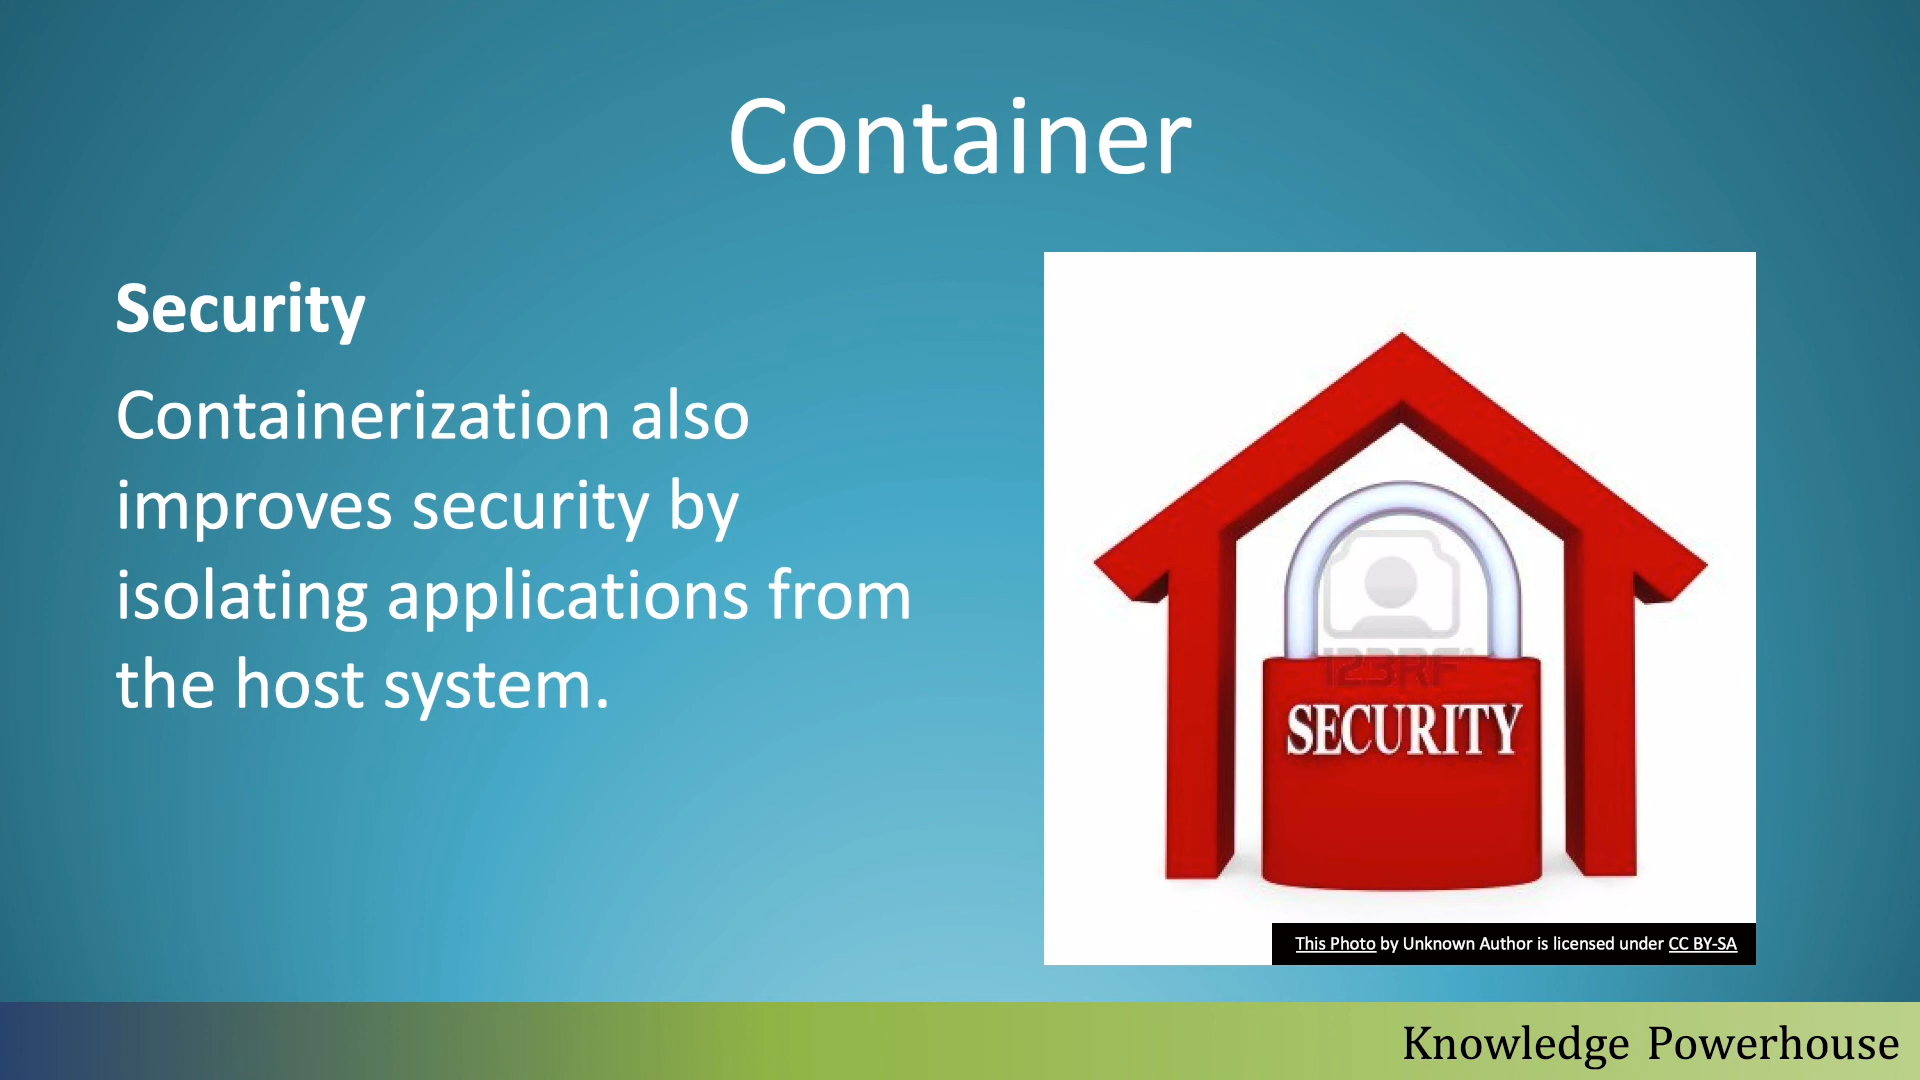 Container
Security
Containerization also
improves security by
isolating applications from
the host system.
123RF
SECURITY
This Photo by Unknown Author is licensed under CC BY-SA
Knowledge Powerhouse